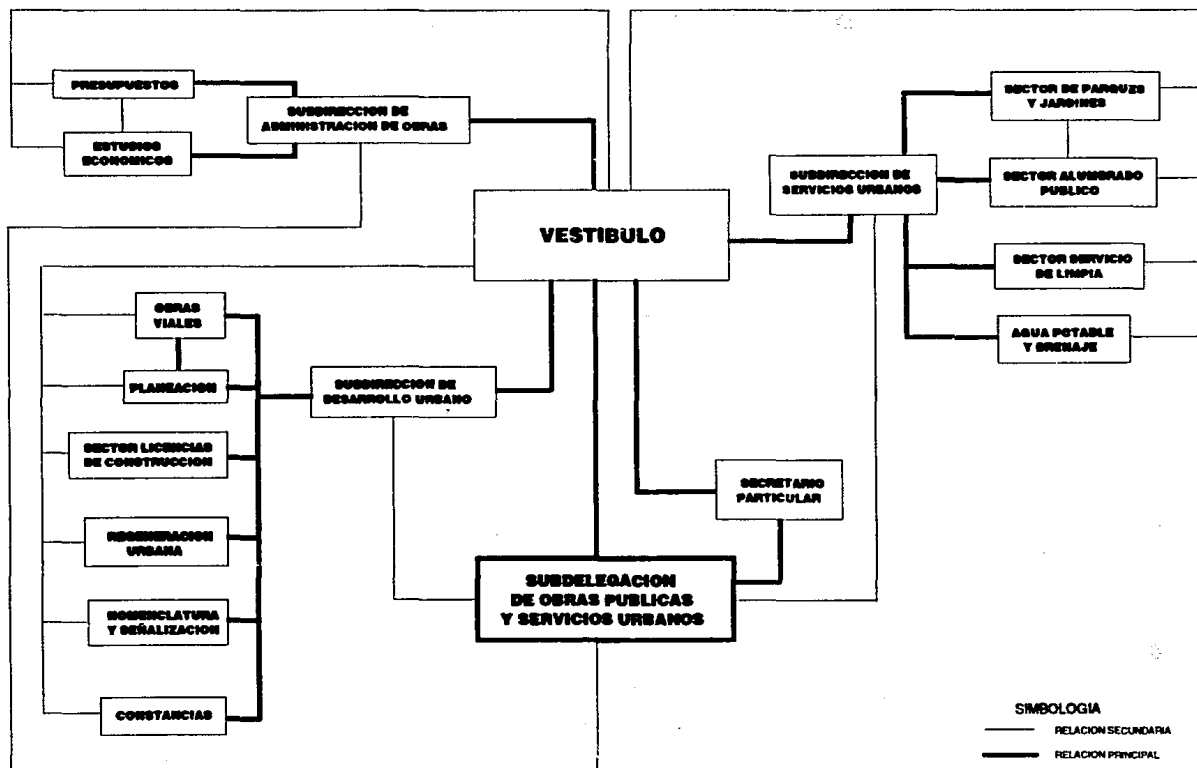 PRESUPUESTOS
ESTUDIOS
ECONOMICOS
SUBDIRECCION DE
ADMINISTRACION DE OBRAS
VESTIBULO
SUBDIRECCION DE
SERVICIOS URBANOS
SECTOR DE PARQUES
Y JARDINES
SECTOR ALUMBRADO
PUBLICO
SECTOR SERVICIO
DE LIMPIA
AGUA POTABLE
Y DRENAJE
OBRAS
VIALES
PLANEACION
SECTOR LICENCIAS
DE CONSTRUCCION
REGENERACION
URBANA
NOMENCLATURA
Y SEÑALIZACION
CONSTANCIAS
SUBDIRECCION DE
DESARROLLO URBANO
SECRETARIO
PARTICULAR
SUBDELEGACION
DE OBRAS PUBLICAS
Y SERVICIOS URBANOS
SIMBOLOGIA
RELACION SECUNDARIA
RELACION PRINCIPAL